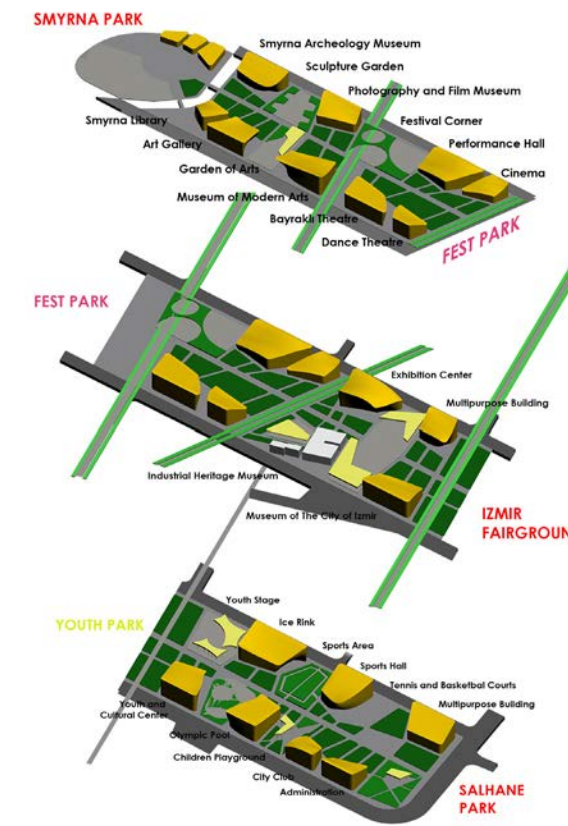 SMYRNA PARK
Smyrna Archeology Museum
Sculpture Garden
Photography and Film Museum
Smyrna Library
Festival Corner
Art Gallery
Performance Hall
Garden of Arts
Cinema
Museum of Modern Arts
Bayraklı Theatre
Dance Theatre
FEST PARK
FEST PARK
Exhibition Center
Multipurpose Building
Industrial Heritage Museum
Museum of The City of Izmir
IZMIR
FAIRGROUN
Youth Stage
YOUTH PARK
Ice Rink
Sports Area
Sports Hall
Tennis and Basketbal Courts
Multipurpose Building
Youth and
Cultural Center
Olympic Pool
Children Playground
City Club
Administration
SALHANE
PARK